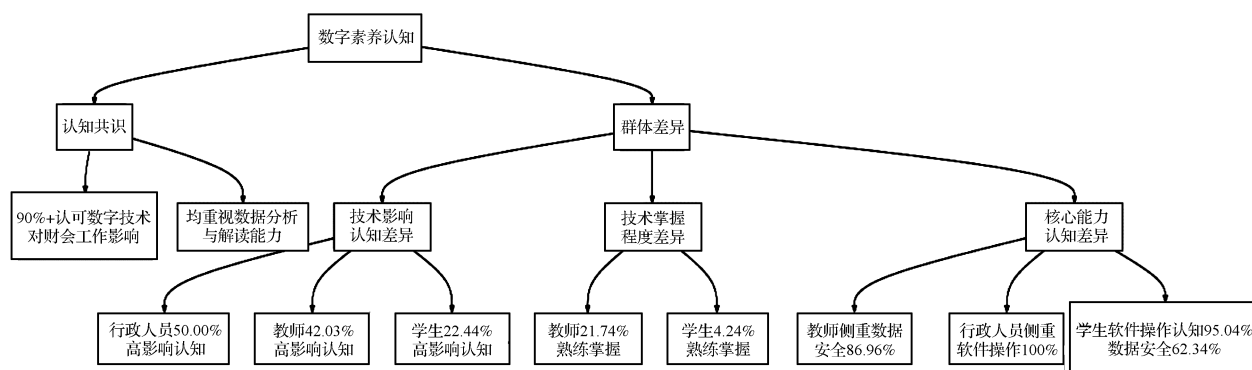 数字素养认知
认知共识
群体差异
90%+认可数字技术
对财会工作影响
均重视数据分析
与解读能力
技术影响
认知差异
技术掌握
程度差异
核心能力
认知差异
行政人员50.00%
高影响认知
教师42.03%
高影响认知
学生22.44%
高影响认知
教师21.74%
熟练掌握
学生4.24%
熟练掌握
教师侧重数据
安全86.96%
行政人员侧重
软件操作100%
学生软件操作认知95.04%
数据安全62.34%